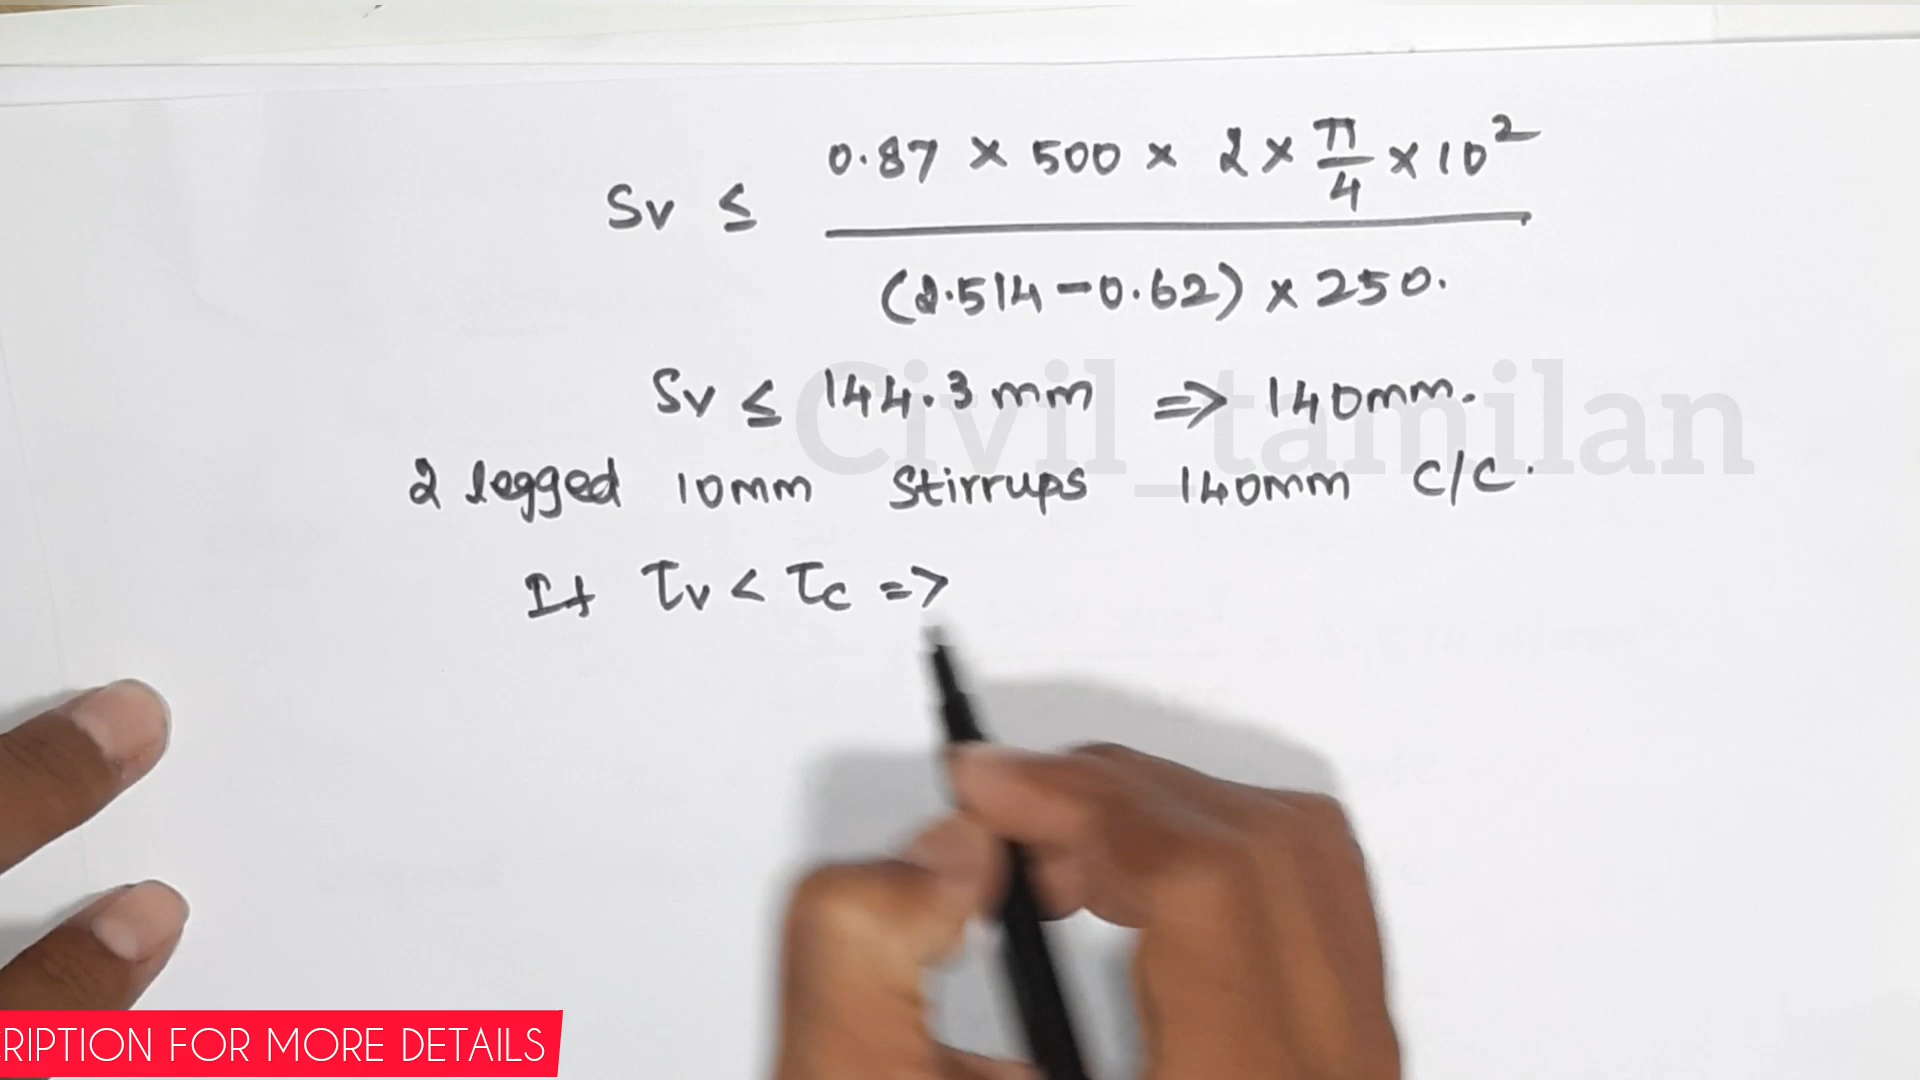 Sv ≤ 0.87 × 500 × 2 × π/4 × 10² / (2.514 − 0.62) × 250.
Sv ≤ 144.3 mm => 140mm.
2 legged 10mm stirrups 140mm c/c.
If τv < τc =>
Civil_tamilan
RIPTION FOR MORE DETAILS